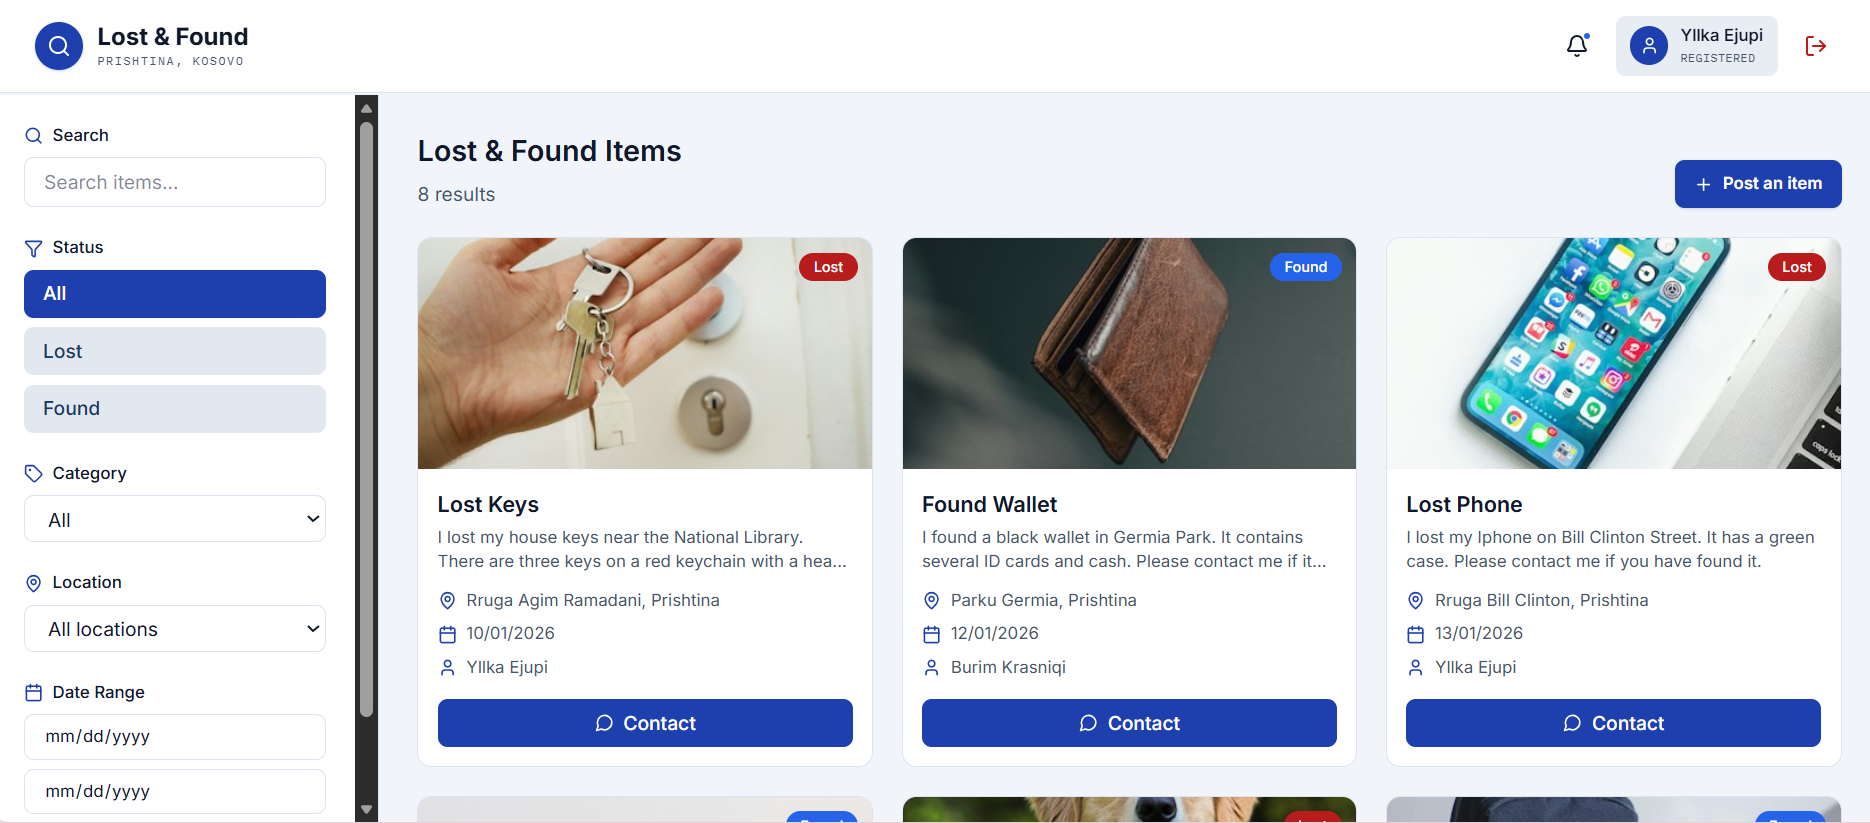 Lost & Found
PRISHTINA, KOSOVO
Yllka Ejupi
REGISTERED
Search
Search items...
Status
All
Lost
Found
Category
All
Location
All locations
Date Range
mm/dd/yyyy
mm/dd/yyyy
Lost & Found Items
8 results
Post an item
Lost
Lost Keys
I lost my house keys near the National Library.
There are three keys on a red keychain with a hea...
Rruga Agim Ramadani, Prishtina
10/01/2026
Yllka Ejupi
Contact
Found
Found Wallet
I found a black wallet in Germia Park. It contains
several ID cards and cash. Please contact me if it...
Parku Germia, Prishtina
12/01/2026
Burim Krasniqi
Contact
Lost
caps lock
Lost Phone
I lost my Iphone on Bill Clinton Street. It has a green
case. Please contact me if you have found it.
Rruga Bill Clinton, Prishtina
13/01/2026
Yllka Ejupi
Contact